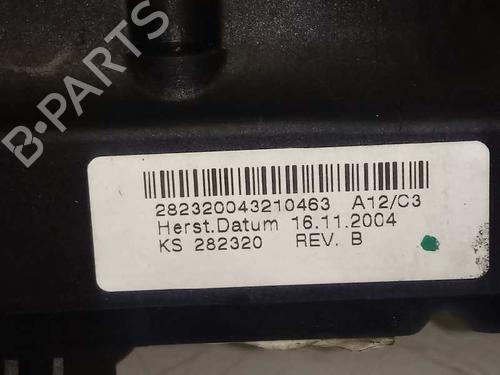 B-PARTS
282320043210463 A12/C3
Herst.Datum 16.11.2004
KS 282320 REV. B